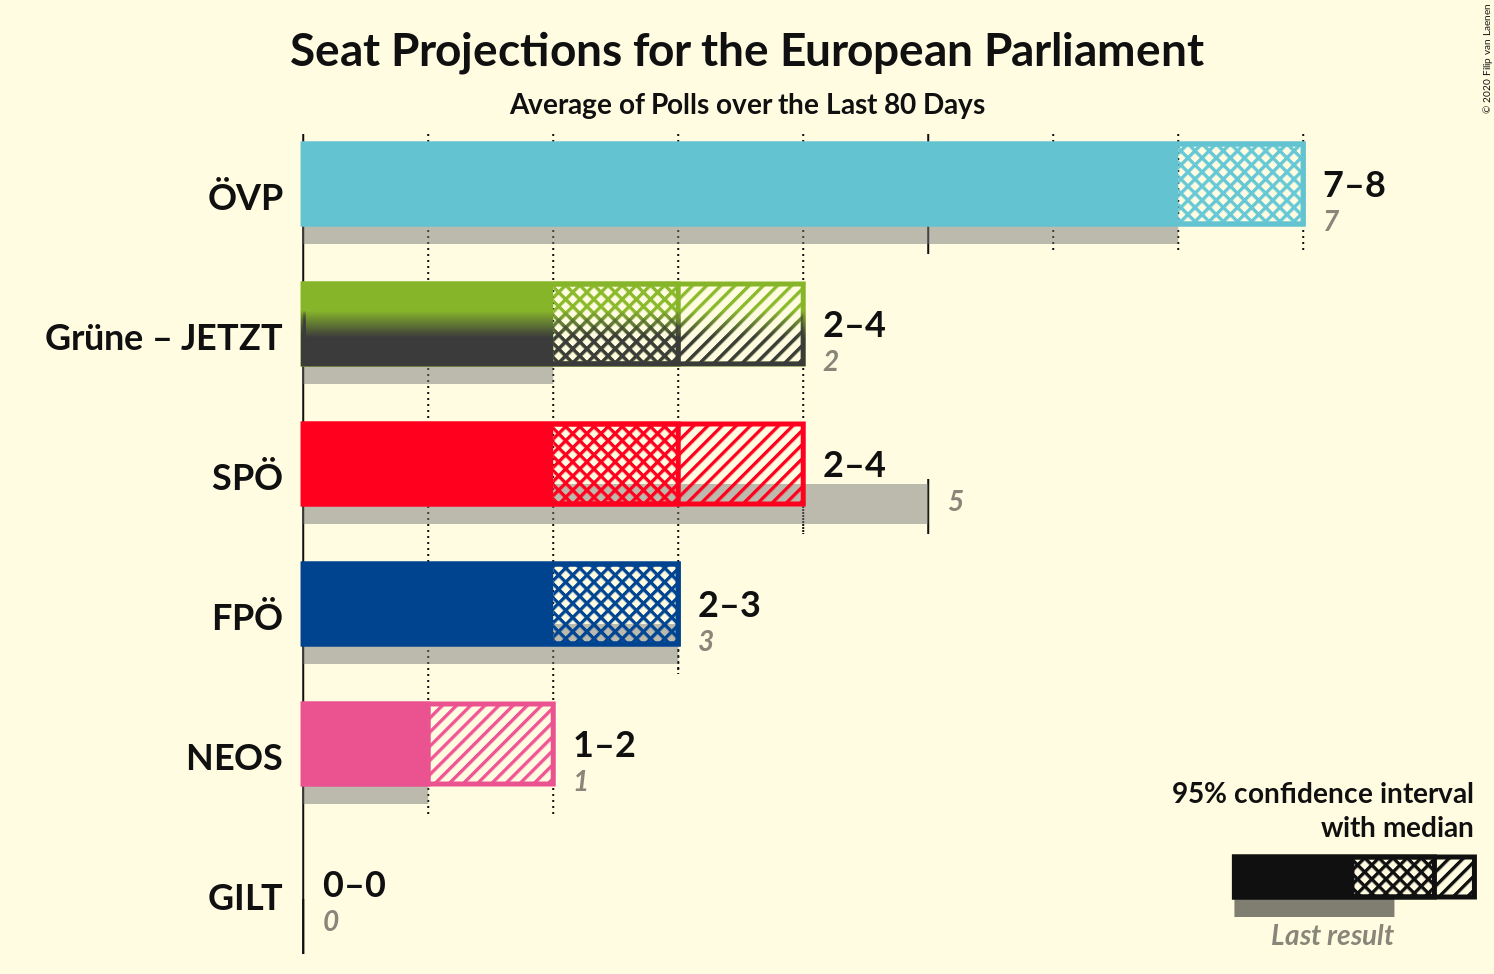 Seat Projections for the European Parliament
Average of Polls over the Last 80 Days
© 2020 Filip van Laenen
ÖVP
7–8
7
Grüne – JETZT
2–4
2
SPÖ
2–4
5
FPÖ
2–3
3
NEOS
1–2
1
GILT
0–0
0
95% confidence interval
with median
Last result